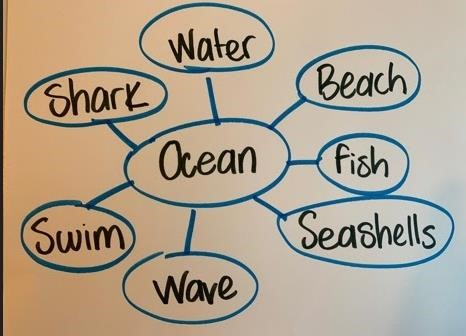 Water
Beach
Shark
Ocean
fish
Swim
Seashells
Wave